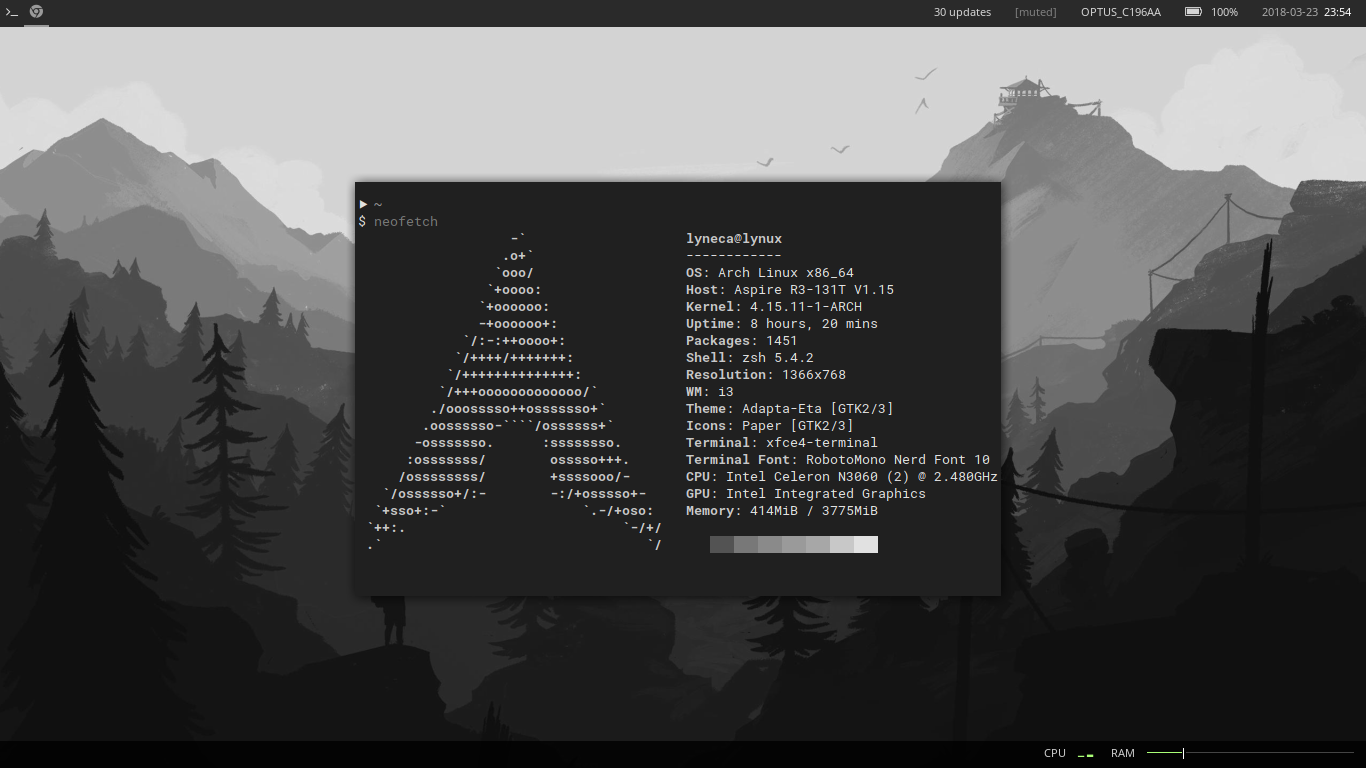 30 updates [muted] OPTUS_C196AA 100% 2018-03-23 23:54
▶ ~
$ neofetch
-` lyneca@lynux
.o+` ------------
`ooo/ OS: Arch Linux x86_64
`+oooo: Host: Aspire R3-131T V1.15
`+oooooo: Kernel: 4.15.11-1-ARCH
-+oooooo+: Uptime: 8 hours, 20 mins
`/:-:++oooo+: Packages: 1451
`/++++/+++++++: Shell: zsh 5.4.2
`/++++++++++++++: Resolution: 1366x768
`/+++ooooooooooooo/` WM: i3
./ooosssso++osssssso+` Theme: Adapta-Eta [GTK2/3]
.oossssso-````/ossssss+` Icons: Paper [GTK2/3]
-osssssso. :ssssssso. Terminal: xfce4-terminal
:osssssss/ osssso+++. Terminal Font: RobotoMono Nerd Font 10
/ossssssss/ +ssssooo/- CPU: Intel Celeron N3060 (2) @ 2.480GHz
`/ossssso+/:- -:/+osssso+- GPU: Intel Integrated Graphics
`+sso+:-` `.-/+oso: Memory: 414MiB / 3775MiB
`++:. `-/+/
.` `/
CPU RAM